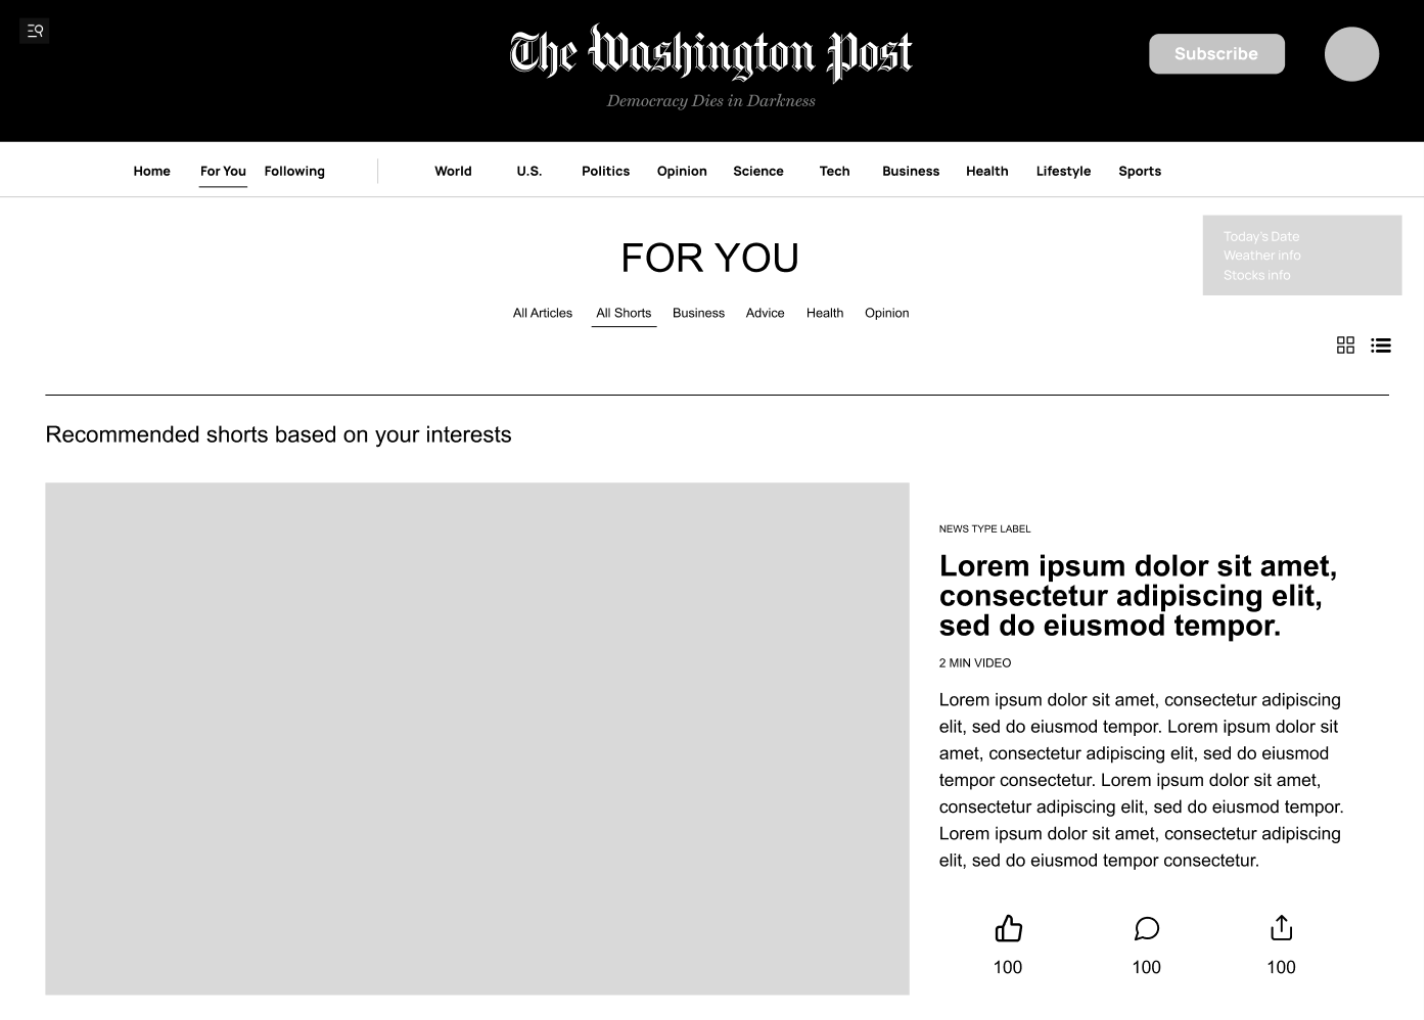 The Washington Post
Democracy Dies in Darkness
Subscribe
Home For You Following World U.S. Politics Opinion Science Tech Business Health Lifestyle Sports
Today's Date
Weather info
Stocks info
FOR YOU
All Articles All Shorts Business Advice Health Opinion
Recommended shorts based on your interests
NEWS TYPE LABEL
Lorem ipsum dolor sit amet,
consectetur adipiscing elit,
sed do eiusmod tempor.
2 MIN VIDEO
Lorem ipsum dolor sit amet, consectetur adipiscing
elit, sed do eiusmod tempor. Lorem ipsum dolor sit
amet, consectetur adipiscing elit, sed do eiusmod
tempor consectetur. Lorem ipsum dolor sit amet,
consectetur adipiscing elit, sed do eiusmod tempor.
Lorem ipsum dolor sit amet, consectetur adipiscing
elit, sed do eiusmod tempor consectetur.
100 100 100